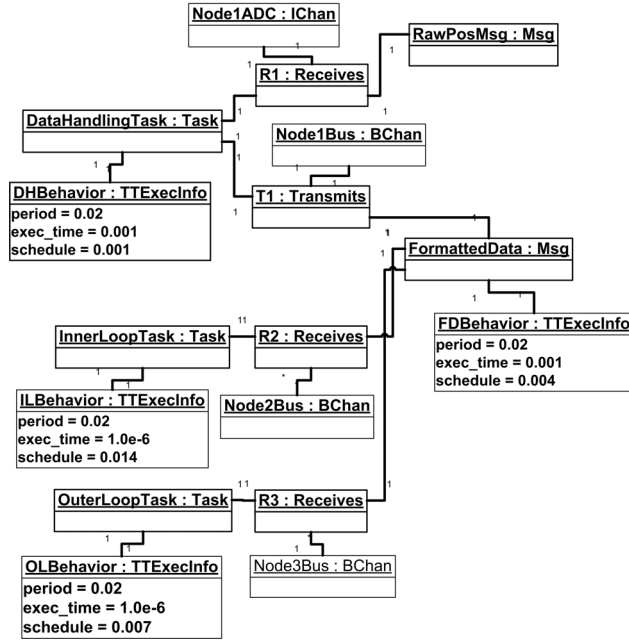 Node1ADC : IChan
1
1
R1 : Receives
1
RawPosMsg : Msg
1
1
DataHandlingTask : Task
1
1
Node1Bus : BChan
1
1
1
1
DHBehavior : TTExecInfo
period = 0.02
exec_time = 0.001
schedule = 0.001
T1 : Transmits
1
1
1
1
FormattedData : Msg
1
1
FDBehavior : TTExecInfo
period = 0.02
exec_time = 0.001
schedule = 0.004
InnerLoopTask : Task
11
R2 : Receives
1
1
*
ILBehavior : TTExecInfo
period = 0.02
exec_time = 1.0e-6
schedule = 0.014
Node2Bus : BChan
OuterLoopTask : Task
11
R3 : Receives
1
1
1
1
1
OLBehavior : TTExecInfo
period = 0.02
exec_time = 1.0e-6
schedule = 0.007
Node3Bus : BChan